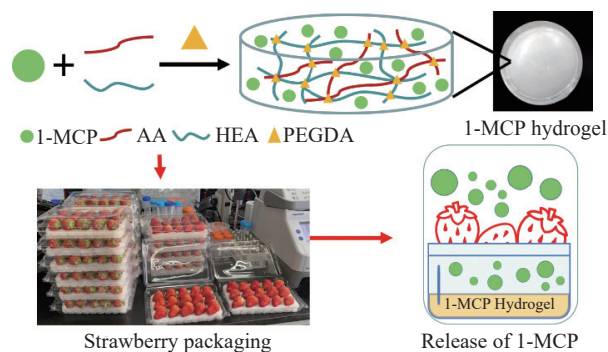 1-MCP hydrogel
1-MCP AA HEA PEGDA
1-MCP Hydrogel
Strawberry packaging
Release of 1-MCP